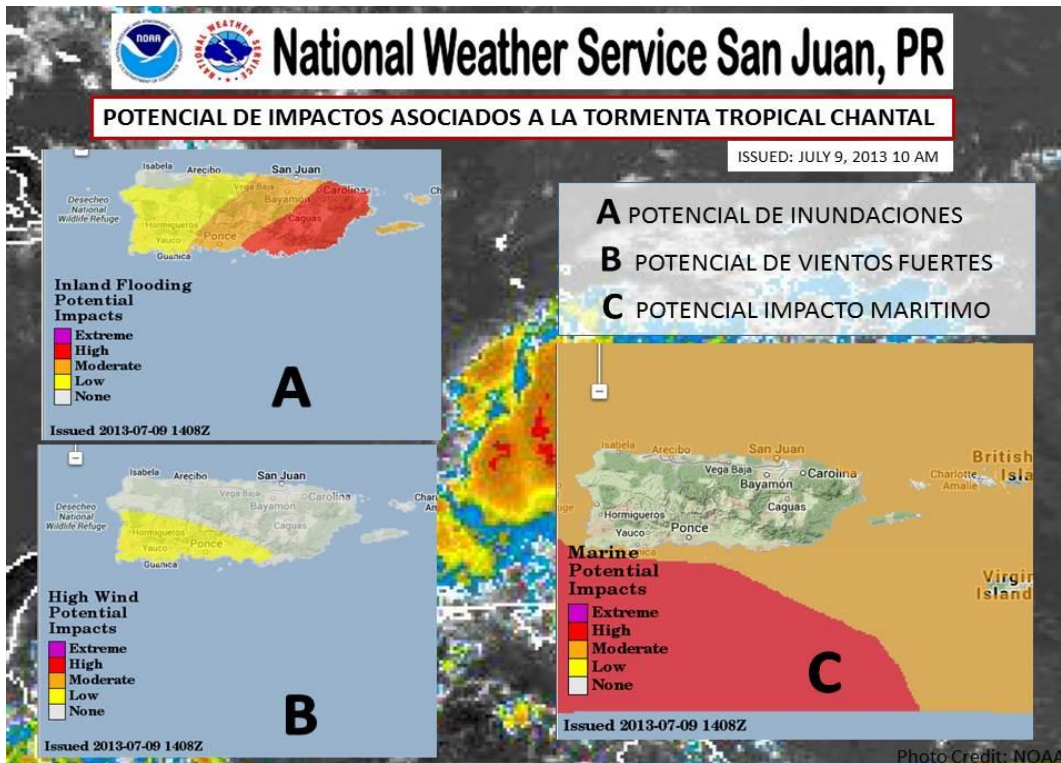 NOAA
National Weather Service San Juan, PR
POTENCIAL DE IMPACTOS ASOCIADOS A LA TORMENTA TROPICAL CHANTAL
ISSUED: JULY 9, 2013 10 AM
A POTENCIAL DE INUNDACIONES
B POTENCIAL DE VIENTOS FUERTES
C POTENCIAL IMPACTO MARITIMO
Isabela Arecibo San Juan
Vega Baja Carolina
Bayamón
Desecheo
National
Wildlife Refuge
Caguas
Hormigueros
Ponce
Yauco
Guanica
Inland Flooding
Potential
Impacts
Extreme
High
Moderate
Low
None
A
Issued 2013-07-09 1408Z
Isabela Arecibo San Juan
Vega Baja Carolina
Bayamón
Desecheo
National
Wildlife Refuge
Caguas
Hormigueros
Ponce
Yauco
Guanica
High Wind
Potential
Impacts
Extreme
High
Moderate
Low
None
B
Issued 2013-07-09 1408Z
Isabela Arecibo San Juan
British
Vega Baja Carolina
Charlotte
Amalie
Bayamón
Caguas
Hormigueros
Ponce
Yauco
Marine
Potential
Impacts
Virgin
Island
Extreme
High
Moderate
Low
None
C
Issued 2013-07-09 1408Z
Photo Credit: NOAA